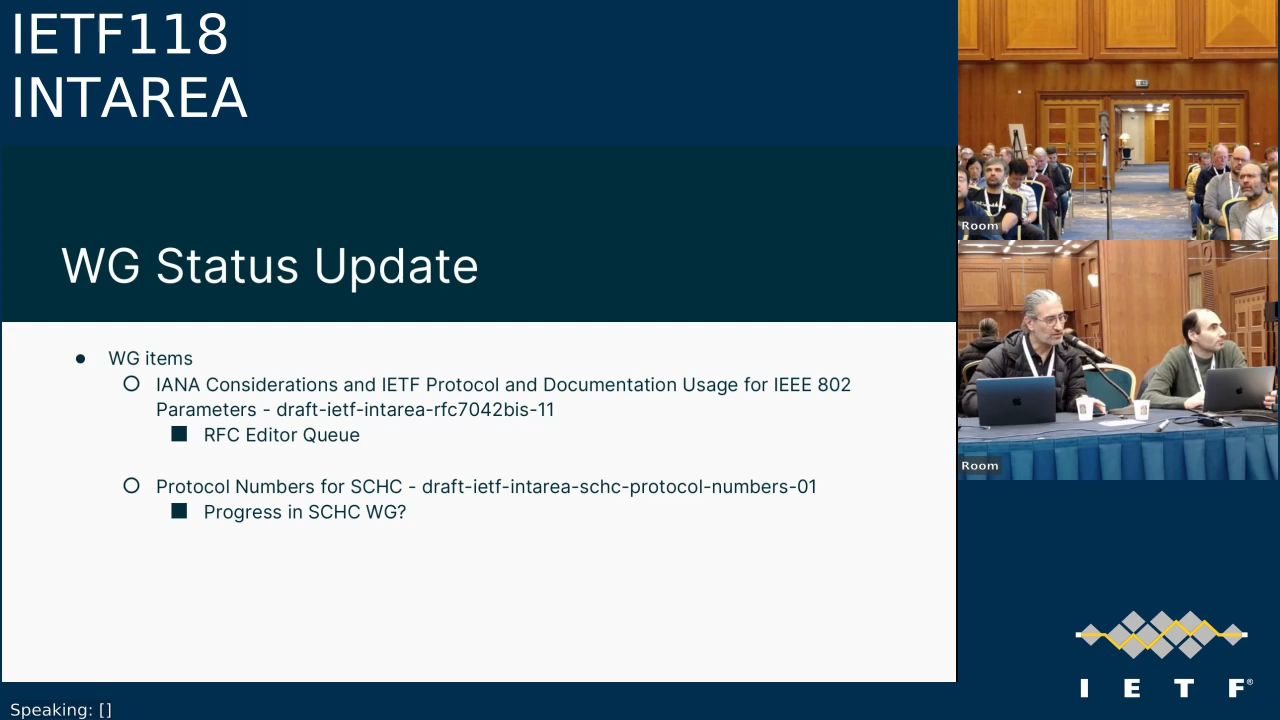 IETF118
INTAREA
WG Status Update
● WG items
○ IANA Considerations and IETF Protocol and Documentation Usage for IEEE 802
Parameters - draft-ietf-intarea-rfc7042bis-11
■ RFC Editor Queue
○ Protocol Numbers for SCHC - draft-ietf-intarea-schc-protocol-numbers-01
■ Progress in SCHC WG?
Room
Room
I E T F®
Speaking: []